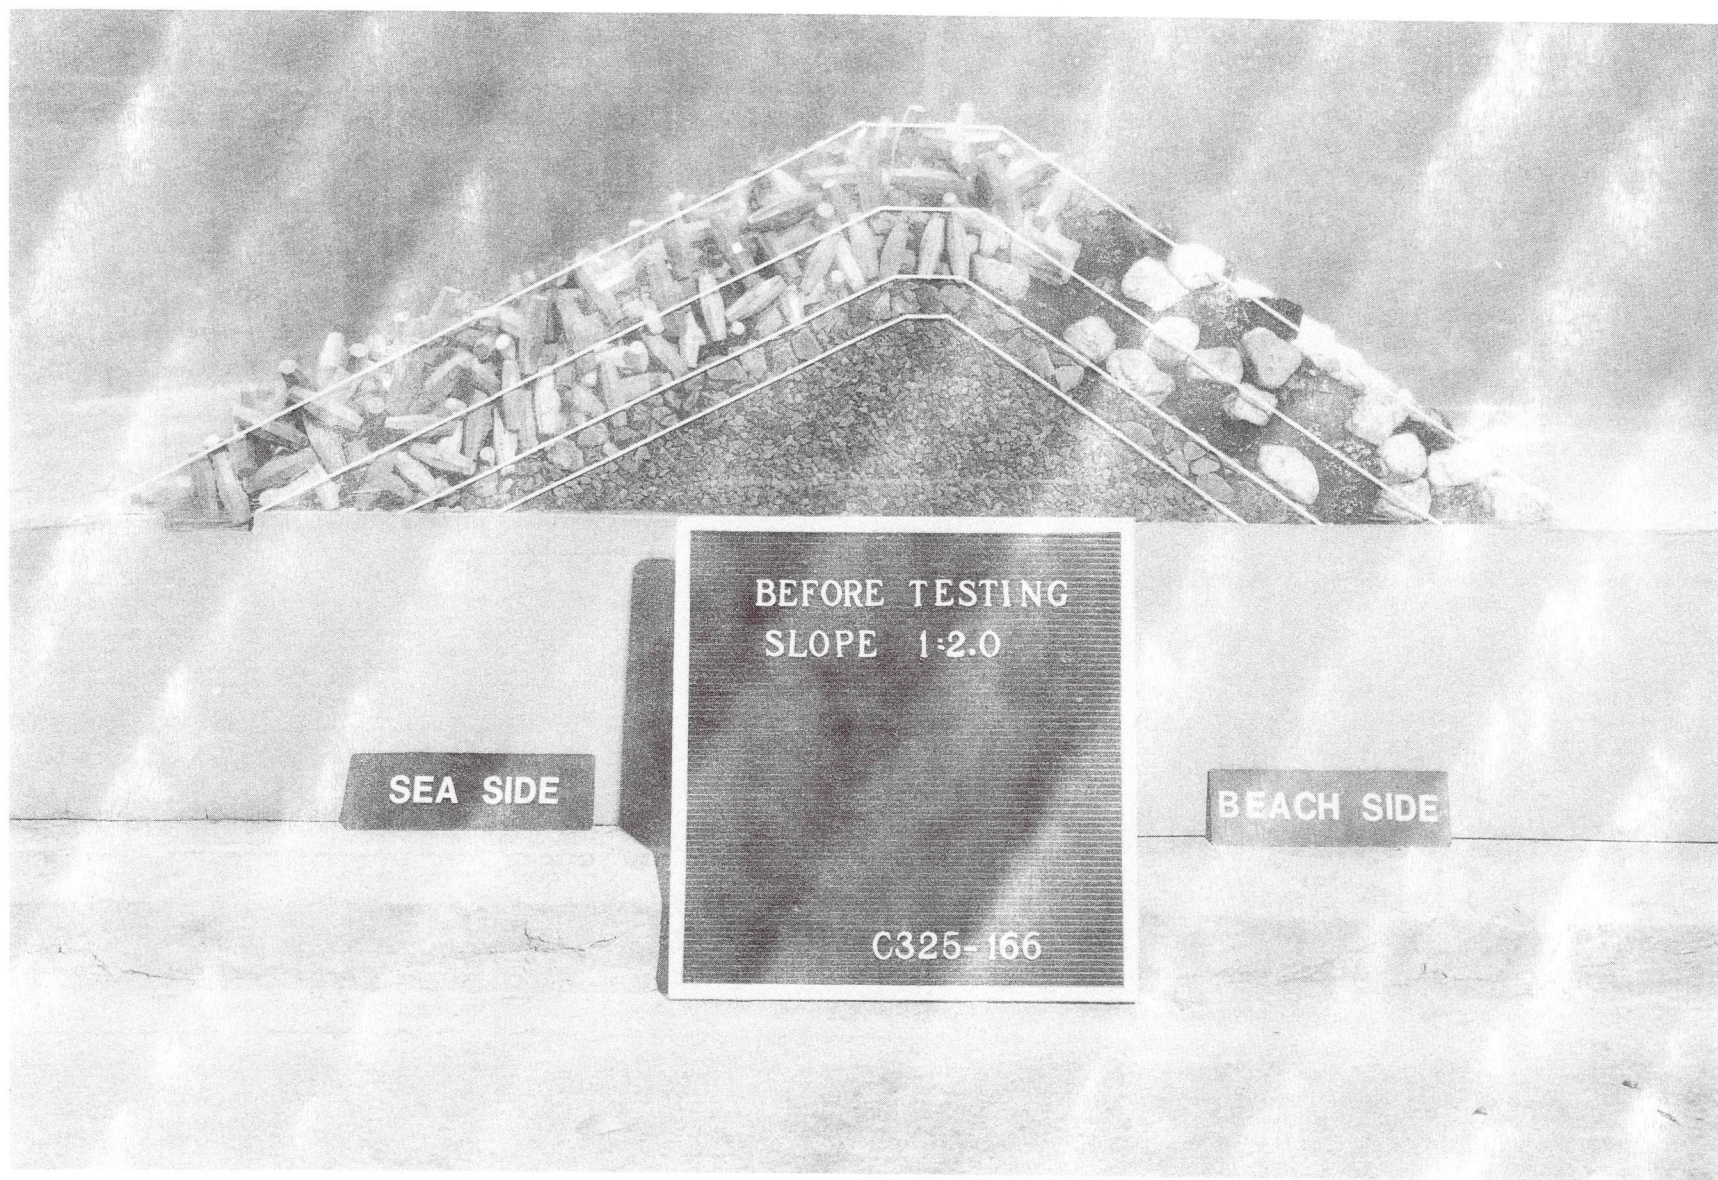 BEFORE TESTING
SLOPE 1:2.0
SEA SIDE
BEACH SIDE
C325-166